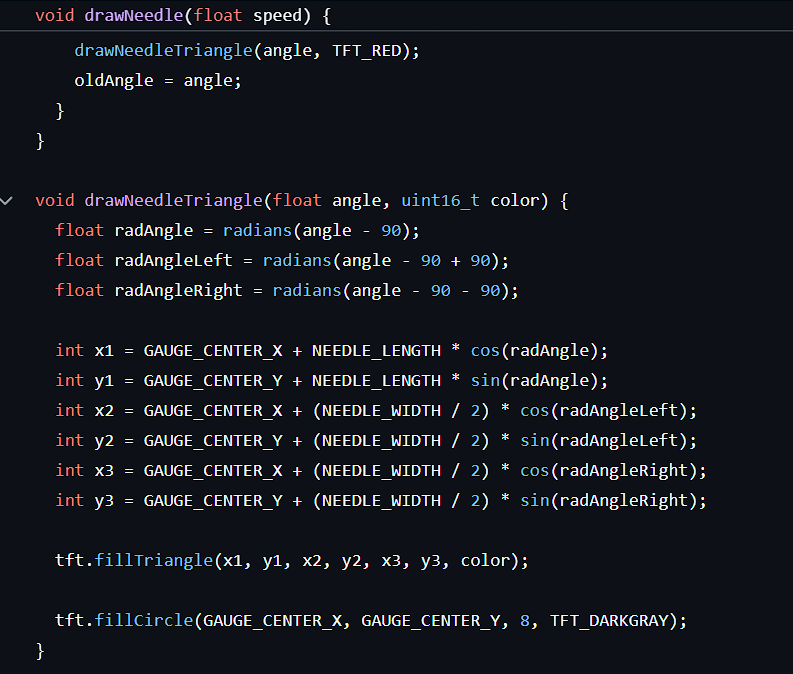 void drawNeedle(float speed) {
drawNeedleTriangle(angle, TFT_RED);
oldAngle = angle;
}
}
void drawNeedleTriangle(float angle, uint16_t color) {
float radAngle = radians(angle - 90);
float radAngleLeft = radians(angle - 90 + 90);
float radAngleRight = radians(angle - 90 - 90);
int x1 = GAUGE_CENTER_X + NEEDLE_LENGTH * cos(radAngle);
int y1 = GAUGE_CENTER_Y + NEEDLE_LENGTH * sin(radAngle);
int x2 = GAUGE_CENTER_X + (NEEDLE_WIDTH / 2) * cos(radAngleLeft);
int y2 = GAUGE_CENTER_Y + (NEEDLE_WIDTH / 2) * sin(radAngleLeft);
int x3 = GAUGE_CENTER_X + (NEEDLE_WIDTH / 2) * cos(radAngleRight);
int y3 = GAUGE_CENTER_Y + (NEEDLE_WIDTH / 2) * sin(radAngleRight);
tft.fillTriangle(x1, y1, x2, y2, x3, y3, color);
tft.fillCircle(GAUGE_CENTER_X, GAUGE_CENTER_Y, 8, TFT_DARKGRAY);
}